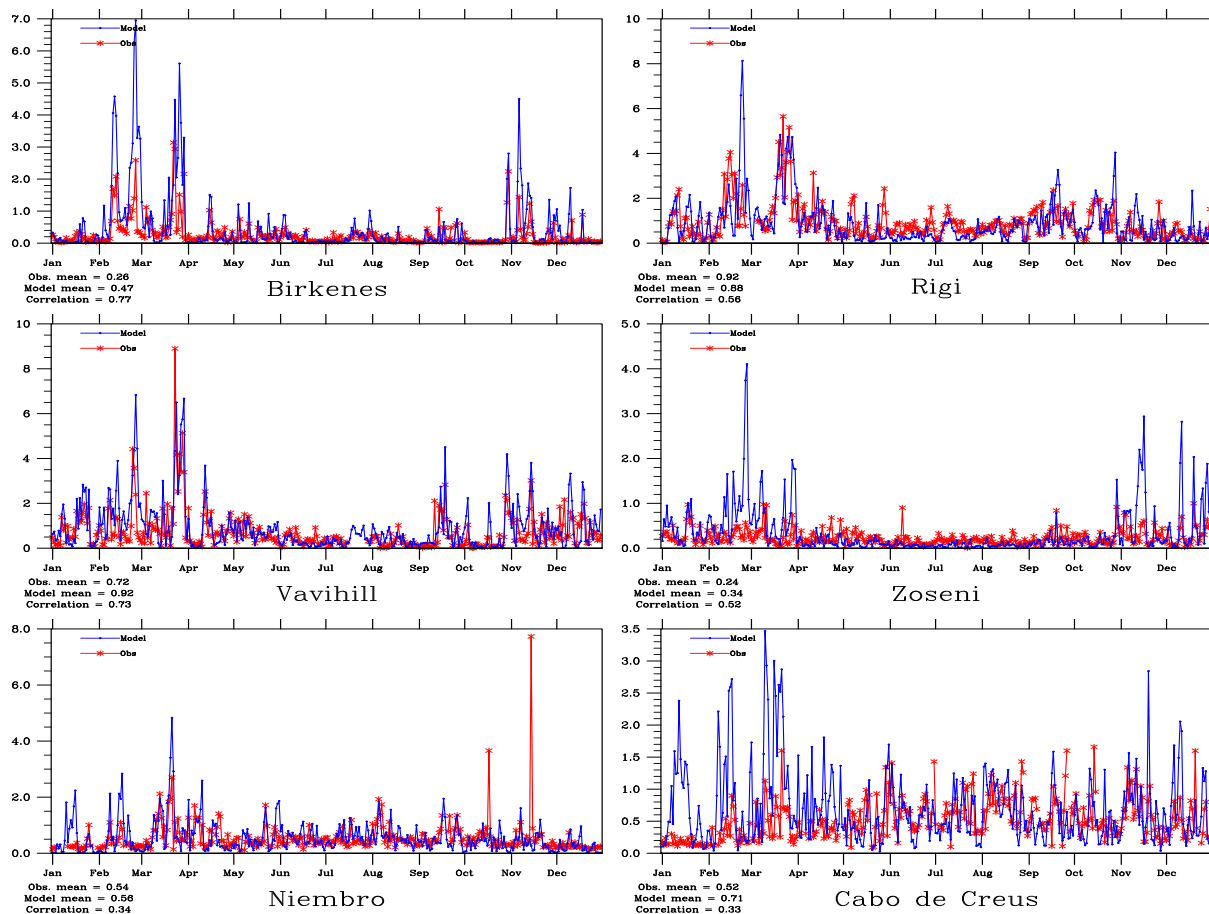 7.0
6.0
5.0
4.0
3.0
2.0
1.0
0.0
Model
Obs
Jan Feb Mar Apr May Jun Jul Aug Sep Oct Nov Dec
Obs. mean = 0.26
Model mean = 0.47
Correlation = 0.77
Birkenes
10
8
6
4
2
0
Model
Obs
Jan Feb Mar Apr May Jun Jul Aug Sep Oct Nov Dec
Obs. mean = 0.92
Model mean = 0.88
Correlation = 0.56
Rigi
10
8
6
4
2
0
Model
Obs
Jan Feb Mar Apr May Jun Jul Aug Sep Oct Nov Dec
Obs. mean = 0.72
Model mean = 0.92
Correlation = 0.73
Vavihill
5.0
4.0
3.0
2.0
1.0
0.0
Model
Obs
Jan Feb Mar Apr May Jun Jul Aug Sep Oct Nov Dec
Obs. mean = 0.24
Model mean = 0.34
Correlation = 0.52
Zoseni
8.0
6.0
4.0
2.0
0.0
Model
Obs
Jan Feb Mar Apr May Jun Jul Aug Sep Oct Nov Dec
Obs. mean = 0.54
Model mean = 0.56
Correlation = 0.34
Niembro
3.5
3.0
2.5
2.0
1.5
1.0
0.5
0.0
Model
Obs
Jan Feb Mar Apr May Jun Jul Aug Sep Oct Nov Dec
Obs. mean = 0.52
Model mean = 0.71
Correlation = 0.33
Cabo de Creus